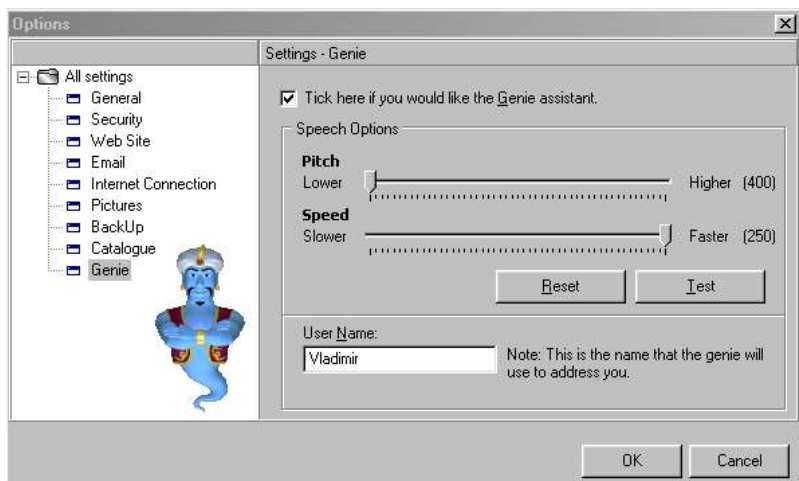 Options
Settings - Genie
All settings
General
Security
Web Site
Email
Internet Connection
Pictures
BackUp
Catalogue
Genie
Tick here if you would like the Genie assistant.
Speech Options
Pitch
Lower Higher (400)
Speed
Slower Faster (250)
Reset Test
User Name:
Vladimir
Note: This is the name that the genie will
use to address you.
OK Cancel